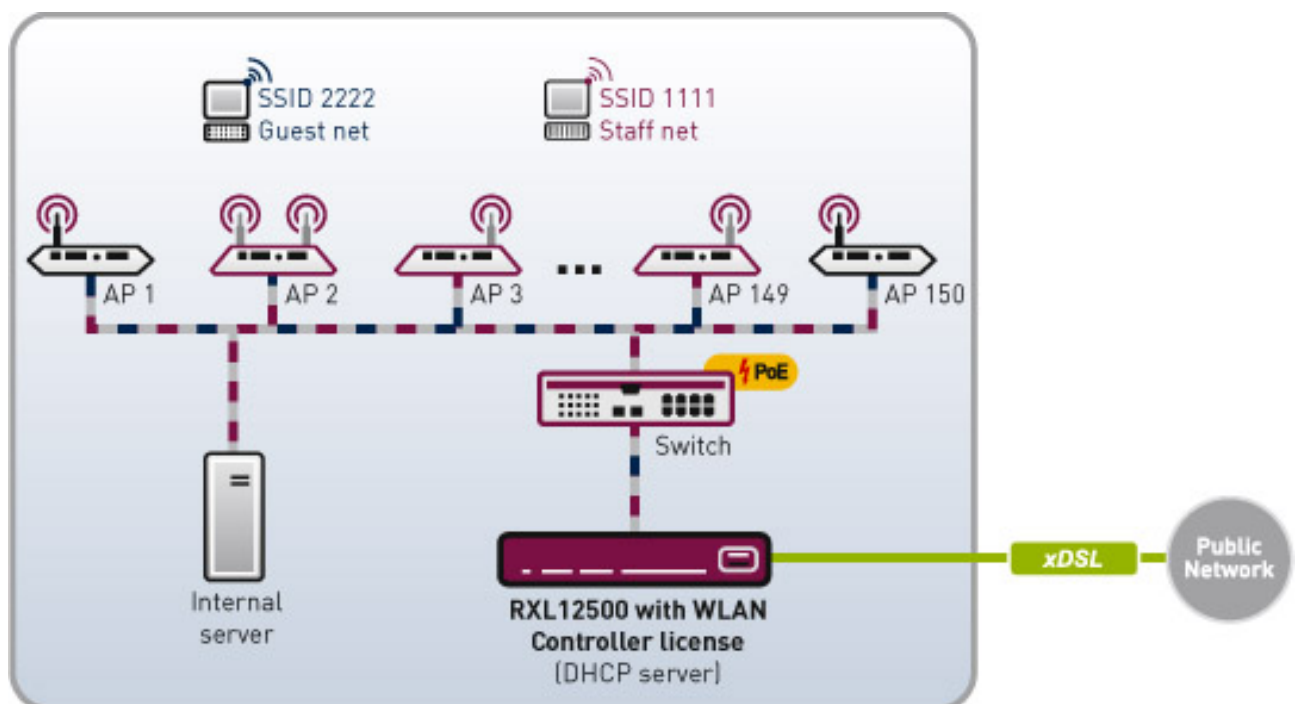 SSID 2222
Guest net
SSID 1111
Staff net
AP 1
AP 2
AP 3
...
AP 149
AP 150
PoE
Switch
Internal
server
RXL12500 with WLAN
Controller license
(DHCP server)
xDSL
Public
Network